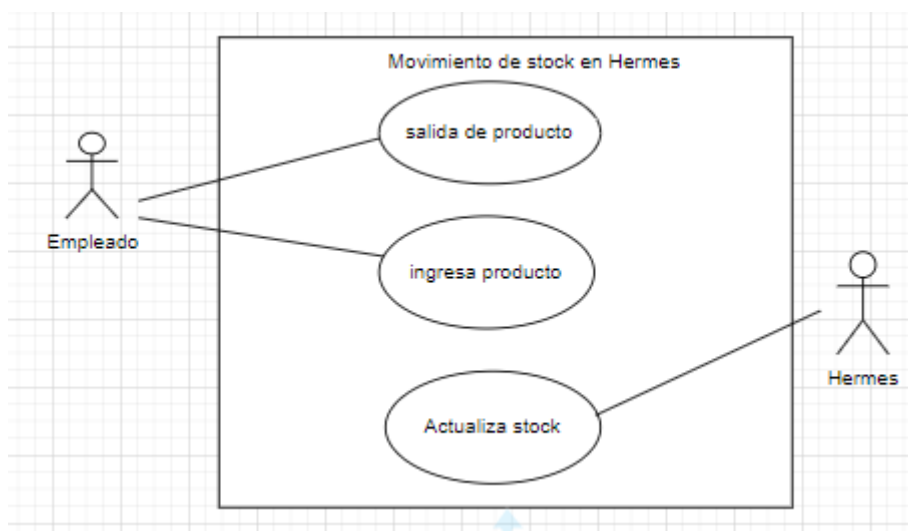 Movimiento de stock en Hermes
salida de producto
Empleado
ingresa producto
Hermes
Actualiza stock